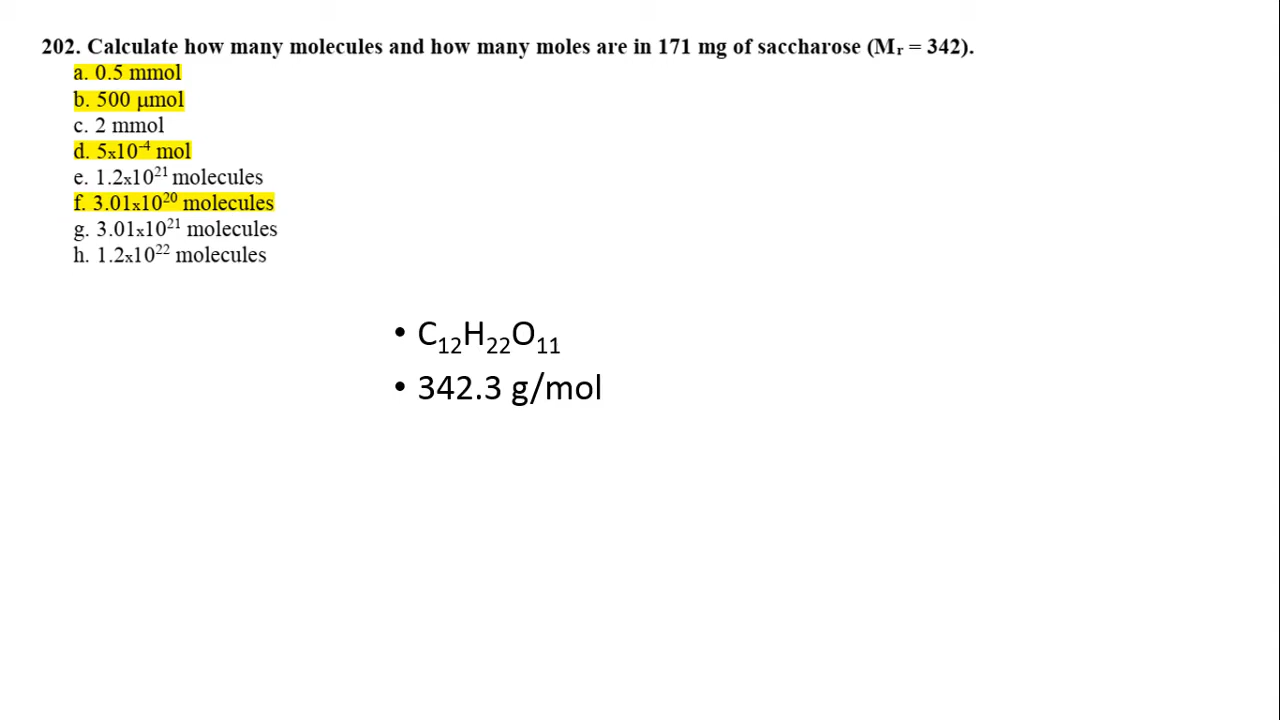 202. Calculate how many molecules and how many moles are in 171 mg of saccharose (Mᵣ = 342).
a. 0.5 mmol
b. 500 μmol
c. 2 mmol
d. 5x10⁻⁴ mol
e. 1.2x10²¹ molecules
f. 3.01x10²⁰ molecules
g. 3.01x10²¹ molecules
h. 1.2x10²² molecules
• C₁₂H₂₂O₁₁
• 342.3 g/mol